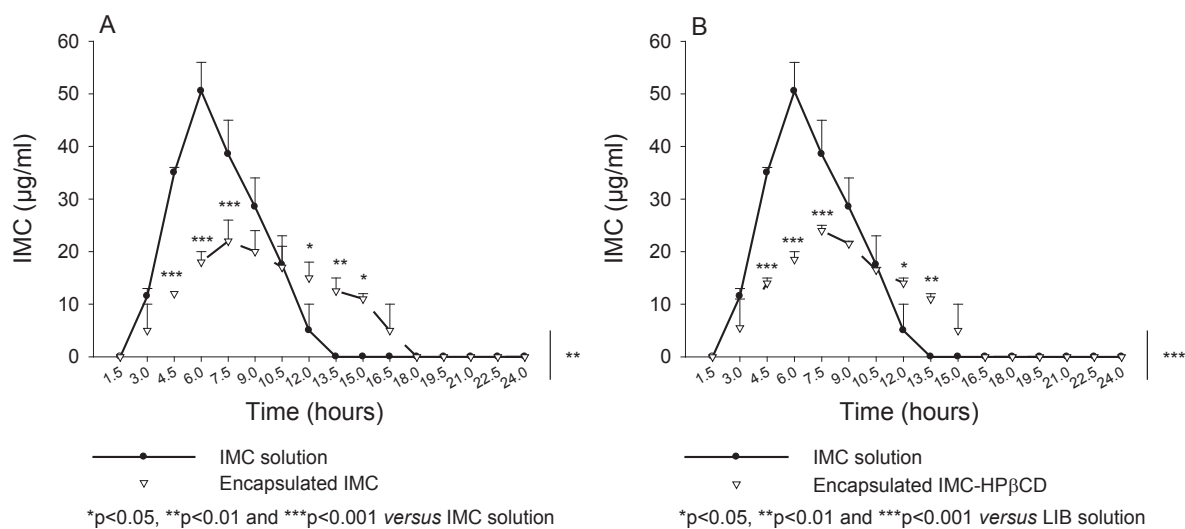 A
60
50
40
30
20
10
0
IMC (μg/ml)
***
***
***
*
**
*
**
1.5 3.0 4.5 6.0 7.5 9.0 10.5 12.0 13.5 15.0 16.5 18.0 19.5 21.0 22.5 24.0
Time (hours)
IMC solution
Encapsulated IMC
*p<0.05, **p<0.01 and ***p<0.001 versus IMC solution
B
60
50
40
30
20
10
0
IMC (μg/ml)
***
***
***
*
**
***
1.5 3.0 4.5 6.0 7.5 9.0 10.5 12.0 13.5 15.0 16.5 18.0 19.5 21.0 22.5 24.0
Time (hours)
IMC solution
Encapsulated IMC-HPβCD
*p<0.05, **p<0.01 and ***p<0.001 versus LIB solution